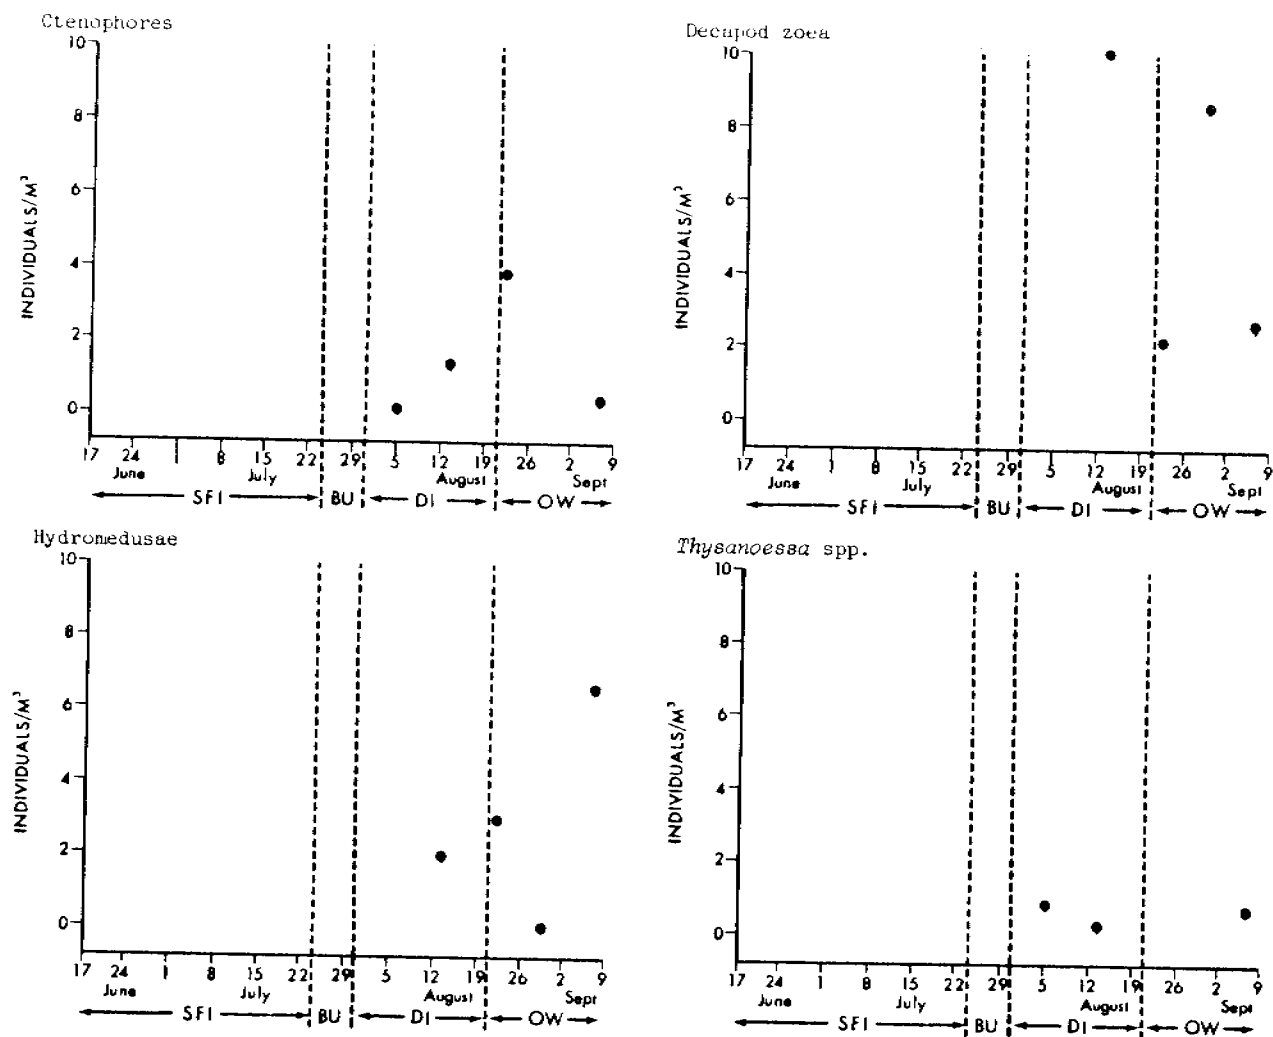 Ctenophores
10
8
6
4
2
0
INDIVIDUALS/M³
17 24 1 8 15 22 29 5 12 19 26 2 9
June July August Sept
SFI BU DI OW
Decapod zoea
10
8
6
4
2
0
INDIVIDUALS/M³
17 24 1 8 15 22 29 5 12 19 26 2 9
June July August Sept
SFI BU DI OW
Hydromedusae
10
8
6
4
2
0
INDIVIDUALS/M³
17 24 1 8 15 22 29 5 12 19 26 2 9
June July August Sept
SFI BU DI OW
Thysanoessa spp.
10
8
6
4
2
0
INDIVIDUALS/M³
17 24 1 8 15 22 29 5 12 19 26 2 9
June July August Sept
SFI BU DI OW